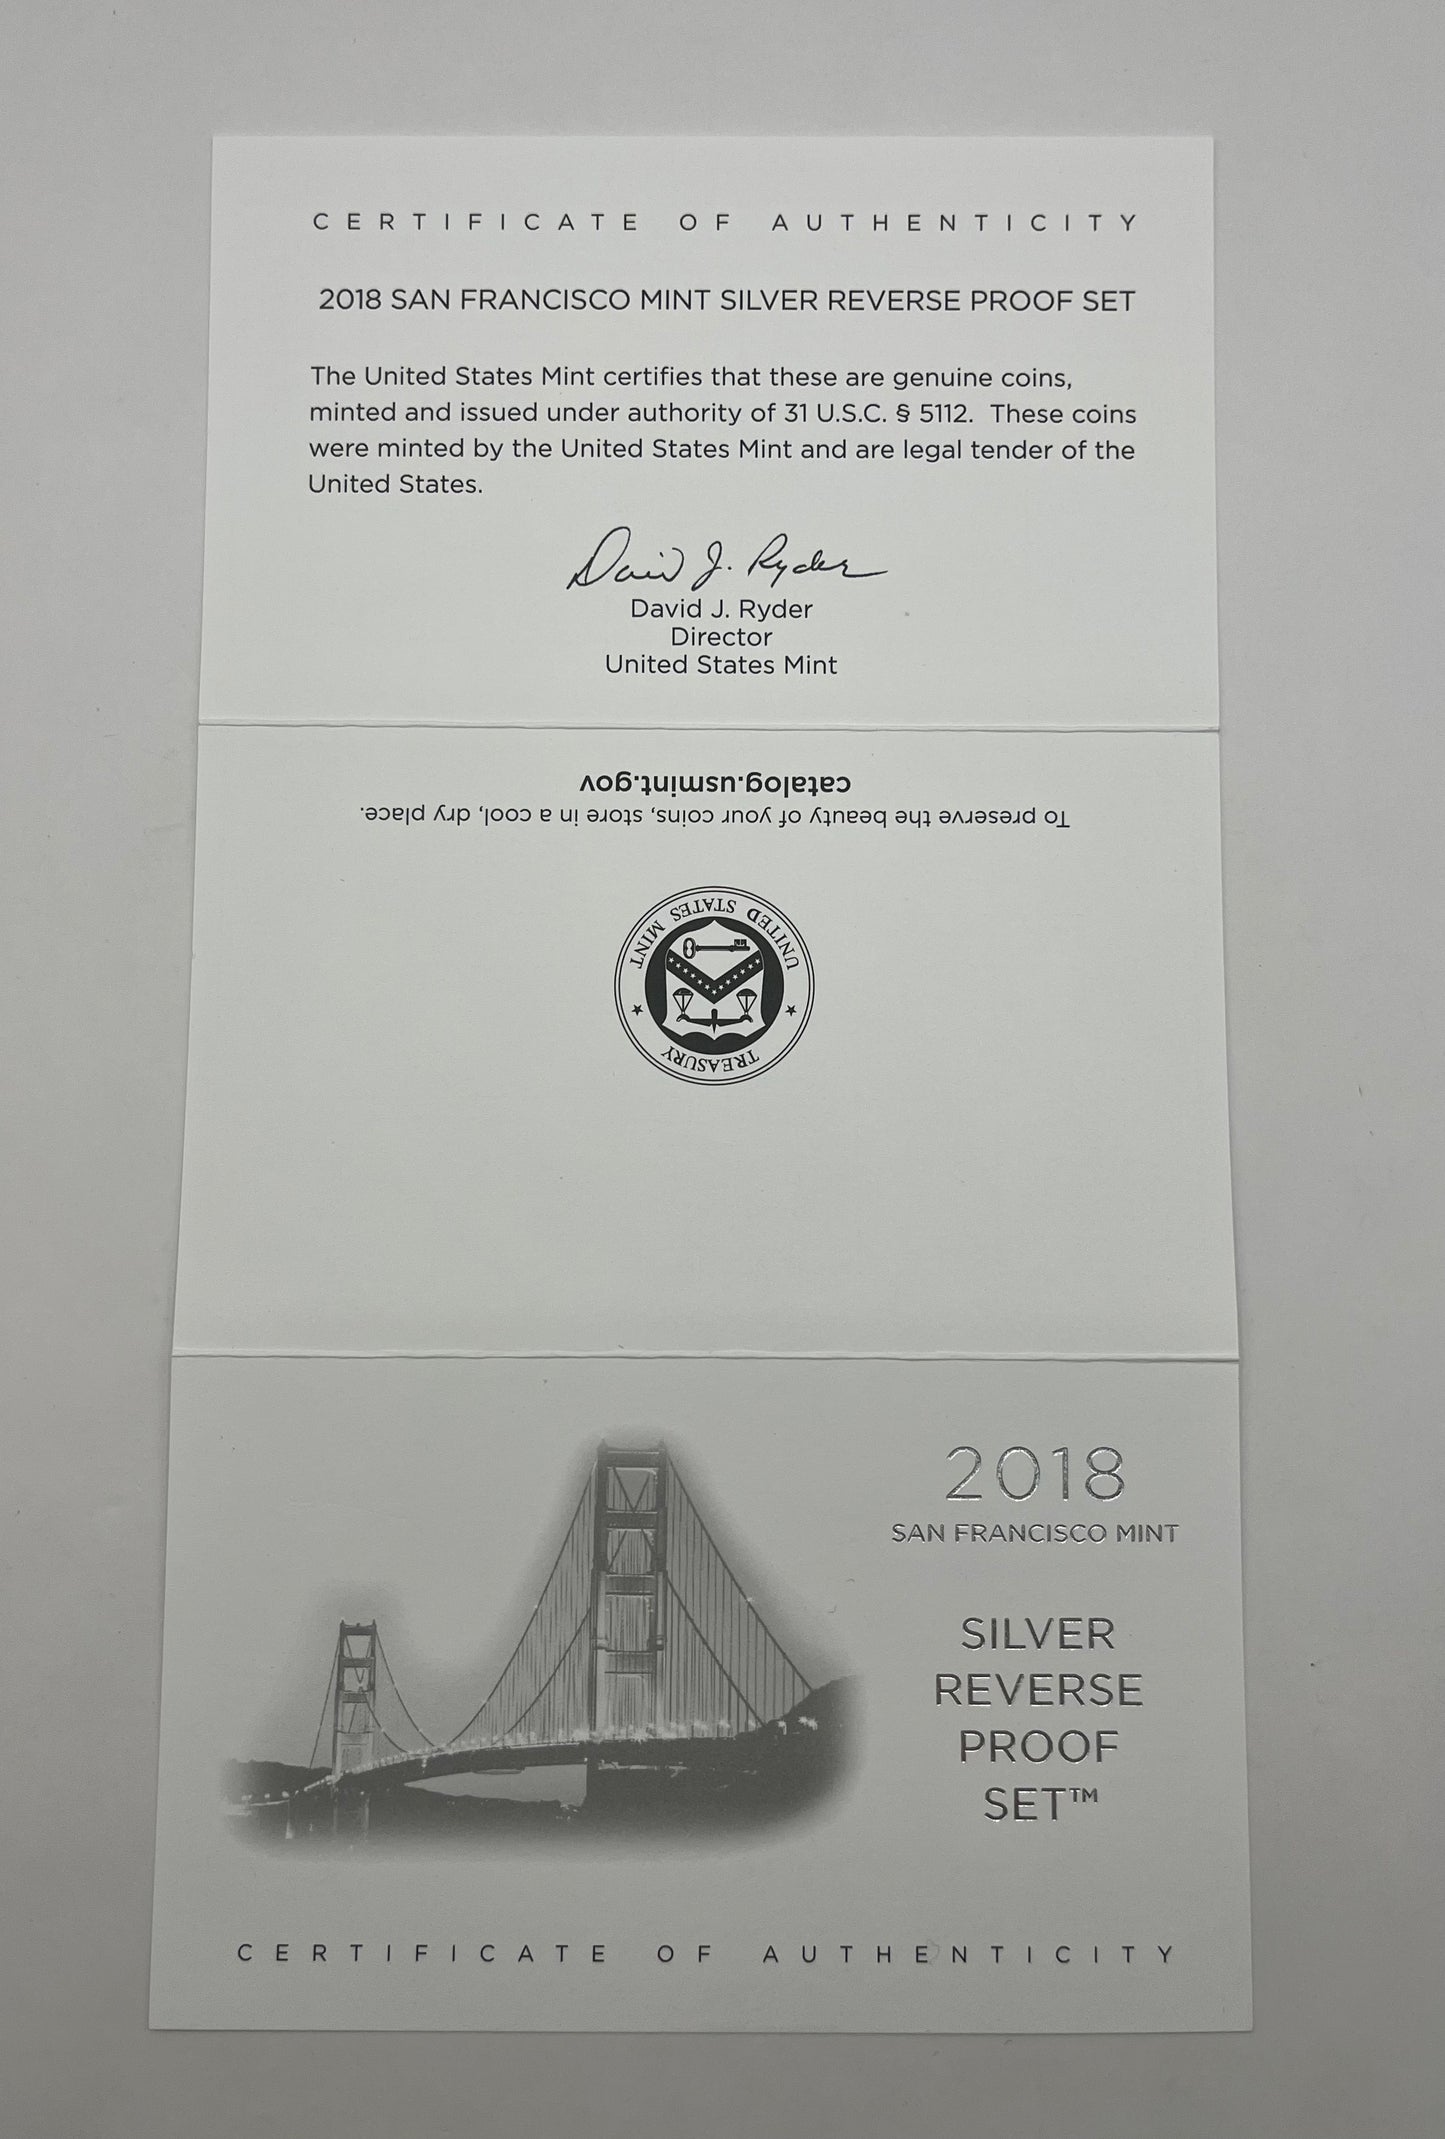 CERTIFICATE OF AUTHENTICITY
2018 SAN FRANCISCO MINT SILVER REVERSE PROOF SET
The United States Mint certifies that these are genuine coins,
minted and issued under authority of 31 U.S.C. § 5112. These coins
were minted by the United States Mint and are legal tender of the
United States.
David J. Ryder
David J. Ryder
Director
United States Mint
To preserve the beauty of your coins, store in a cool, dry place.
catalog.usmint.gov
TREASURY
UNITED STATES MINT
2018
SAN FRANCISCO MINT
SILVER
REVERSE
PROOF
SET™
CERTIFICATE OF AUTHENTICITY